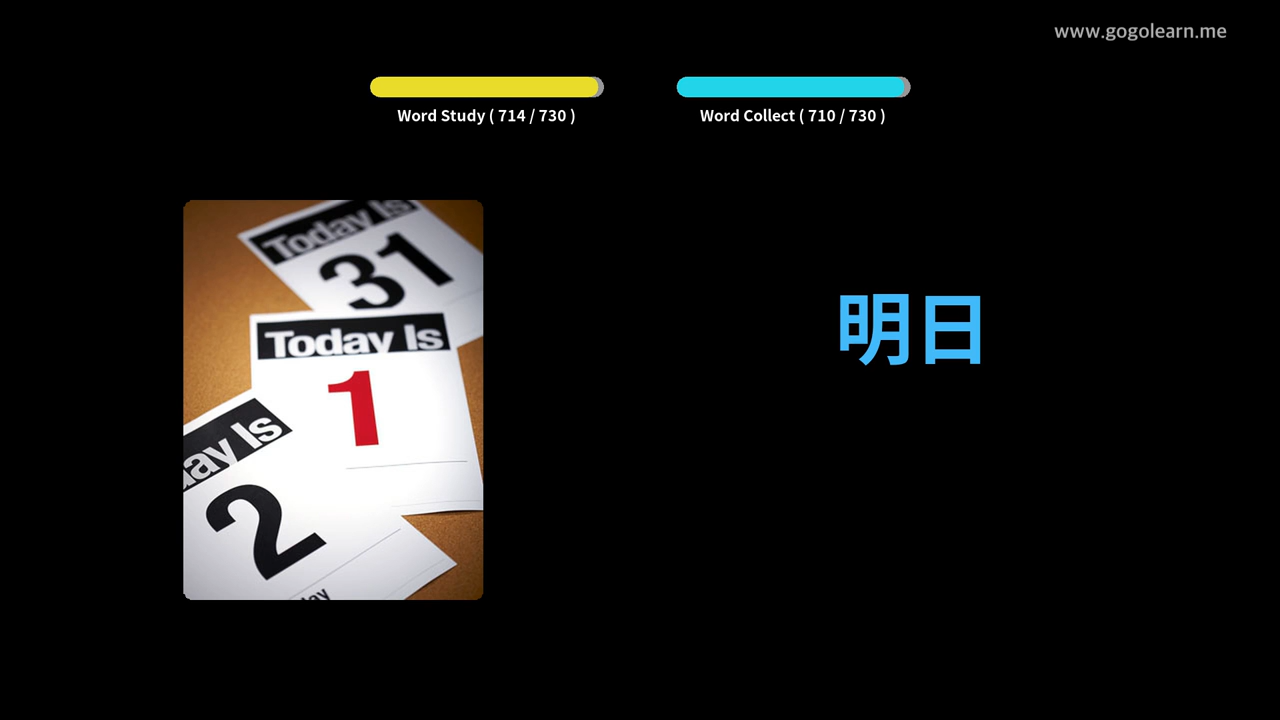 www.gogolearn.me
Word Study ( 714 / 730 )
Word Collect ( 710 / 730 )
Today Is
31
Today Is
1
ay Is
2
明日